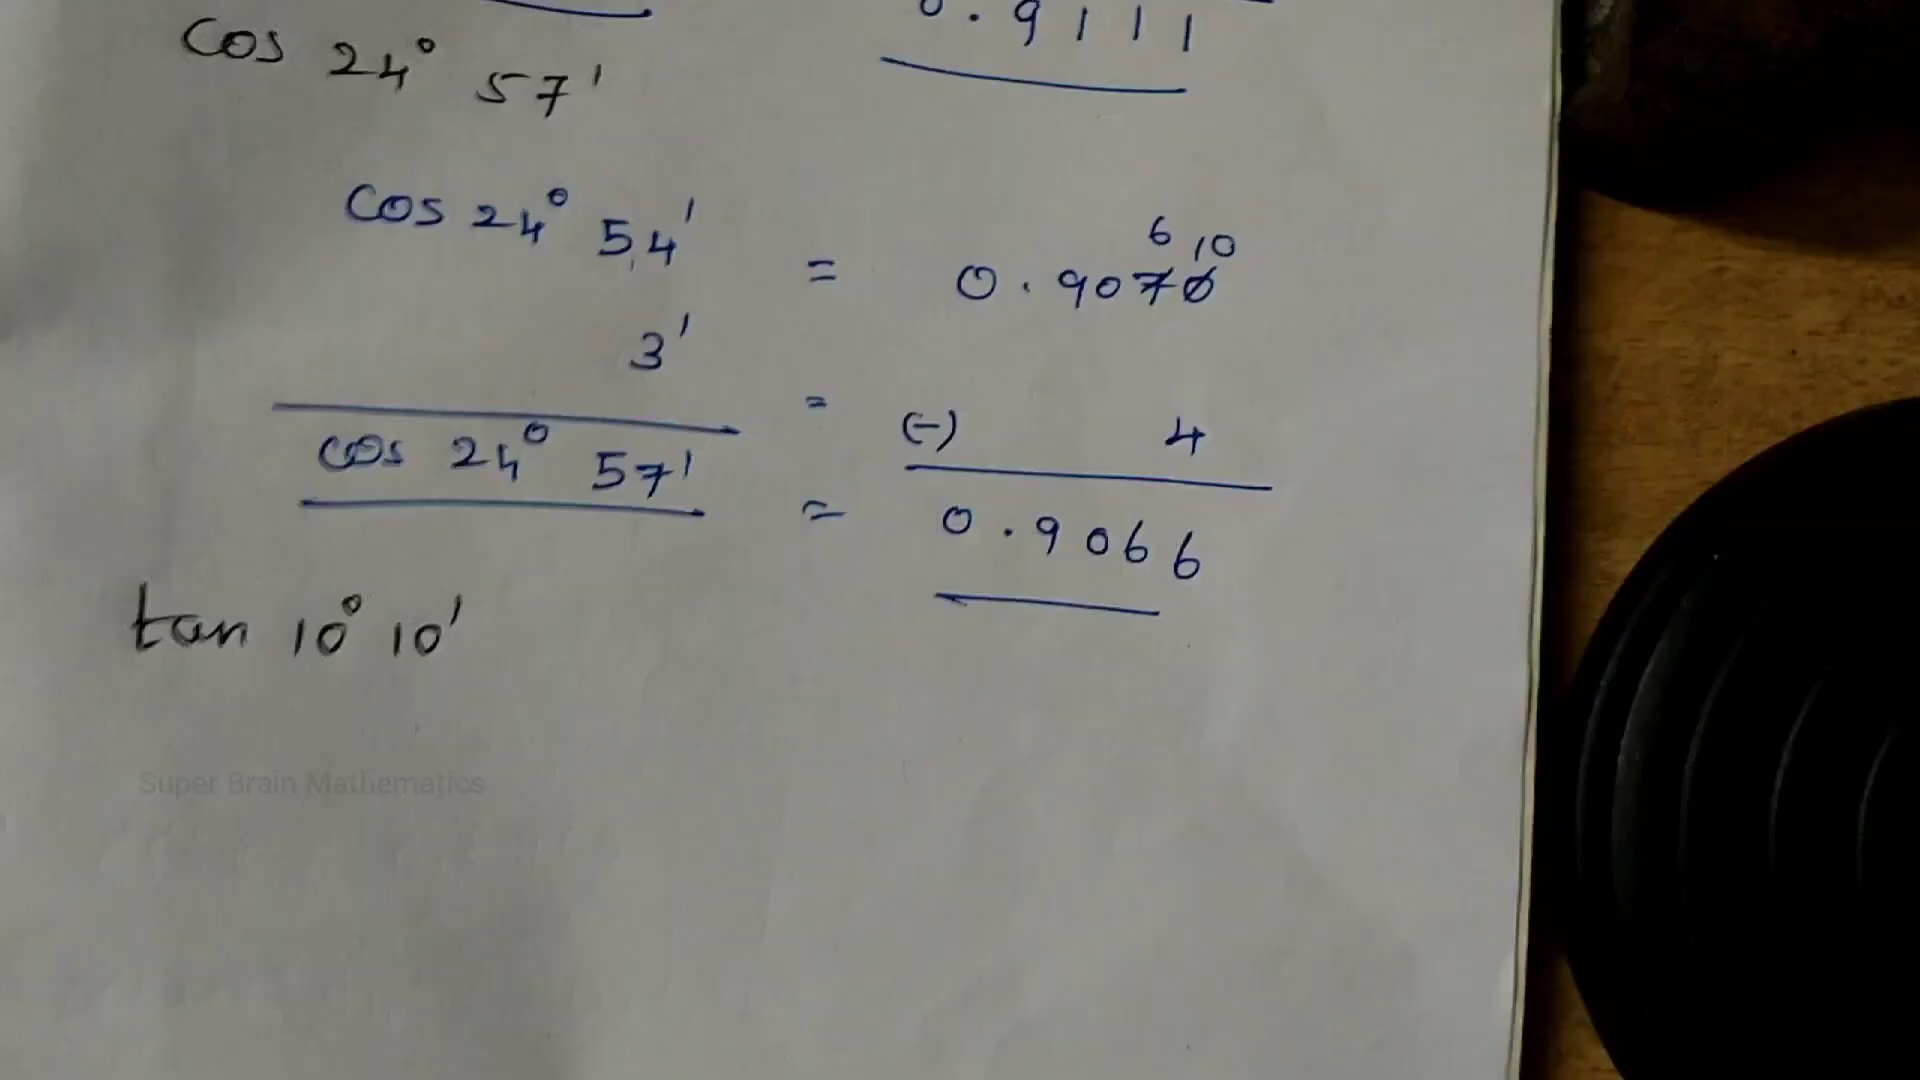 0.9111
cos 24° 57'
cos 24° 54' = 0.9070
6 10
3' = (-) 4
cos 24° 57' = 0.9066
tan 10° 10'
Super Brain Mathematics